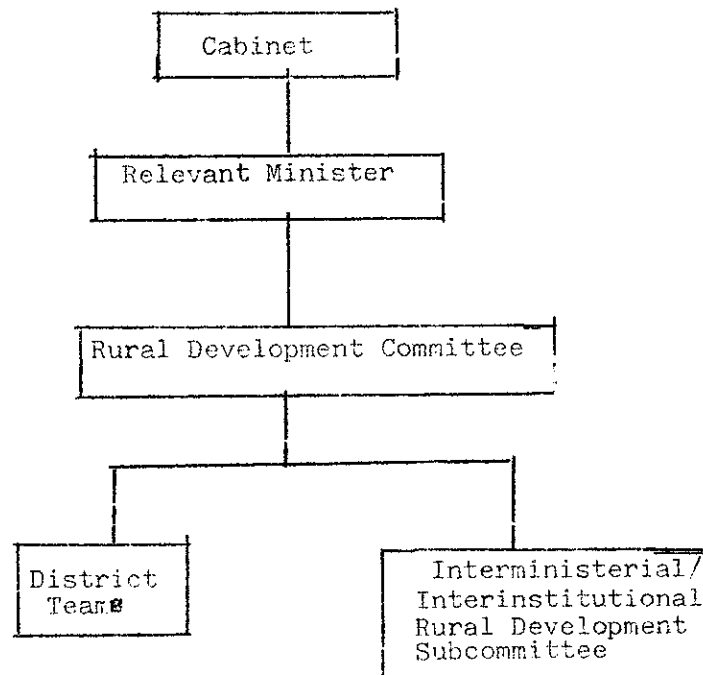 Cabinet
Relevant Minister
Rural Development Committee
District
Teams
Interministerial/
Interinstitutional
Rural Development
Subcommittee